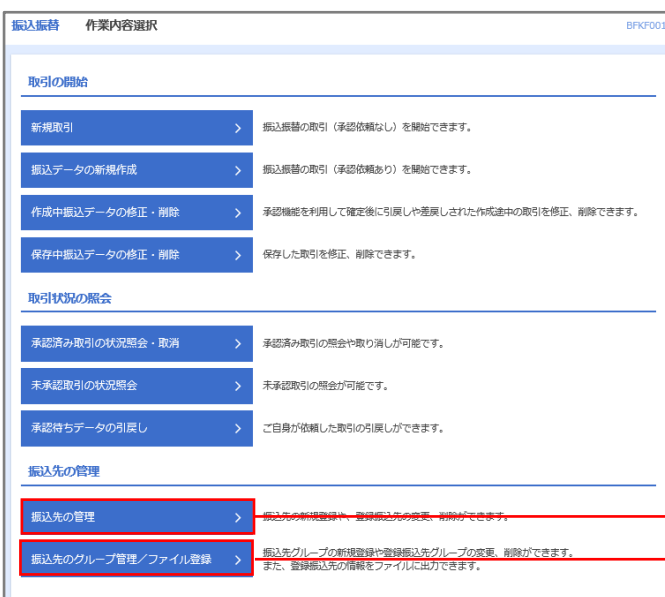 振込振替 作業内容選択 BFKF001
取引の開始
新規取引 振込振替の取引（承認依頼なし）を開始できます。
振込データの新規作成 振込振替の取引（承認依頼あり）を開始できます。
作成中振込データの修正・削除 承認機能を利用して確定後に引戻しや差戻しされた作成途中の取引を修正、削除できます。
保存中振込データの修正・削除 保存した取引を修正、削除できます。
取引状況の照会
承認済み取引の状況照会・取消 承認済み取引の照会や取り消しが可能です。
未承認取引の状況照会 未承認取引の照会が可能です。
承認待ちデータの引戻し ご自身が依頼した取引の引戻しができます。
振込先の管理
振込先の管理 振込先の新規登録や、登録振込先の変更、削除ができます。
振込先のグループ管理／ファイル登録 振込先グループの新規登録や登録振込先グループの変更、削除ができます。
また、登録振込先の情報をファイルに出力できます。